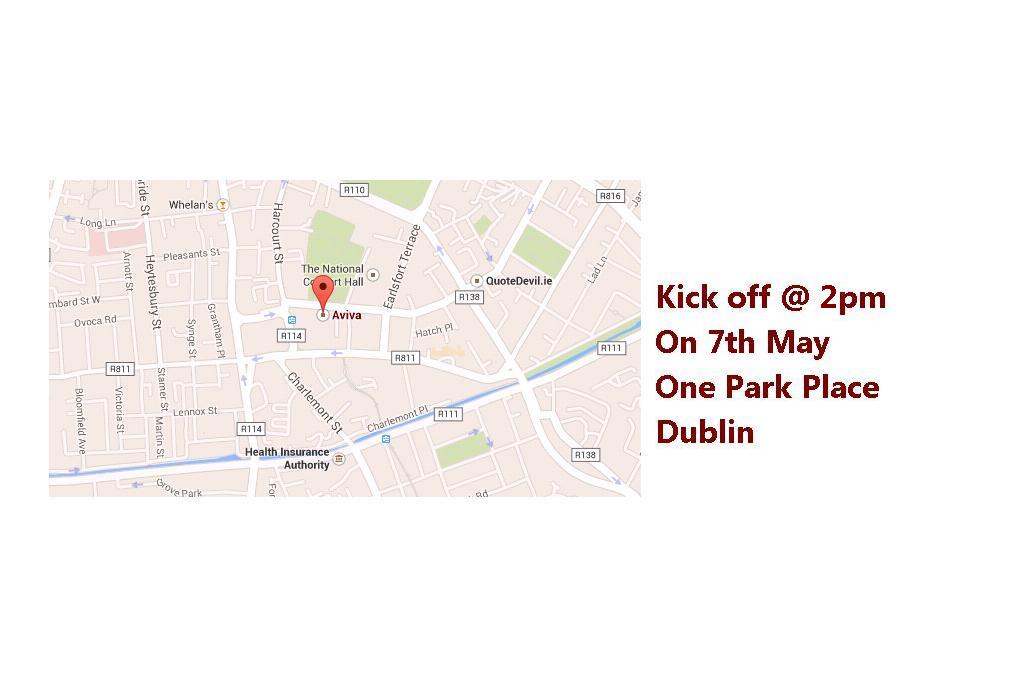 R110
R816
ride St
Whelan's
Harcourt St
Long Ln
Earlsfort Terrace
Pleasants St
Arnott St
Heytesbury St
The National
Hall
QuoteDevil.ie
Lad Ln
Kick off @ 2pm
R138
mbard St W
Aviva
Grantham Pl
Ovoca Rd
Synge St
Hatch Pl
R114
On 7th May
R111
R811
R811
One Park Place
Stamer St
Charlemont St
Victoria St
Bloomfield Ave
Lennox St
Charlemont Pl
R111
Martin St
R114
Dublin
Health Insurance
Authority
R138
Grove Park
Rd